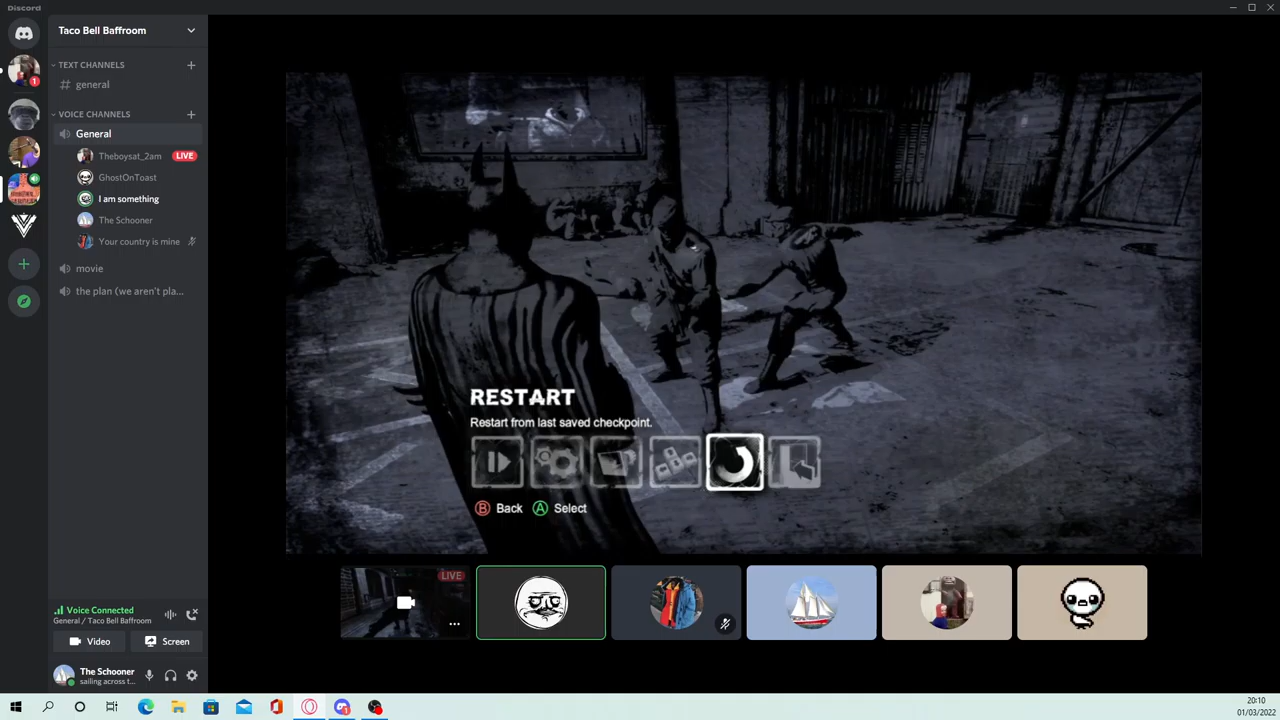 Discord
Taco Bell Baffroom
TEXT CHANNELS
general
VOICE CHANNELS
General
Theboysat_2am LIVE
GhostOnToast
I am something
The Schooner
Your country is mine
movie
the plan (we aren't pla...
1
RESTART
Restart from last saved checkpoint.
B Back A Select
LIVE
Voice Connected
General / Taco Bell Baffroom
Video Screen
The Schooner
sailing across t...
20:10
01/03/2022